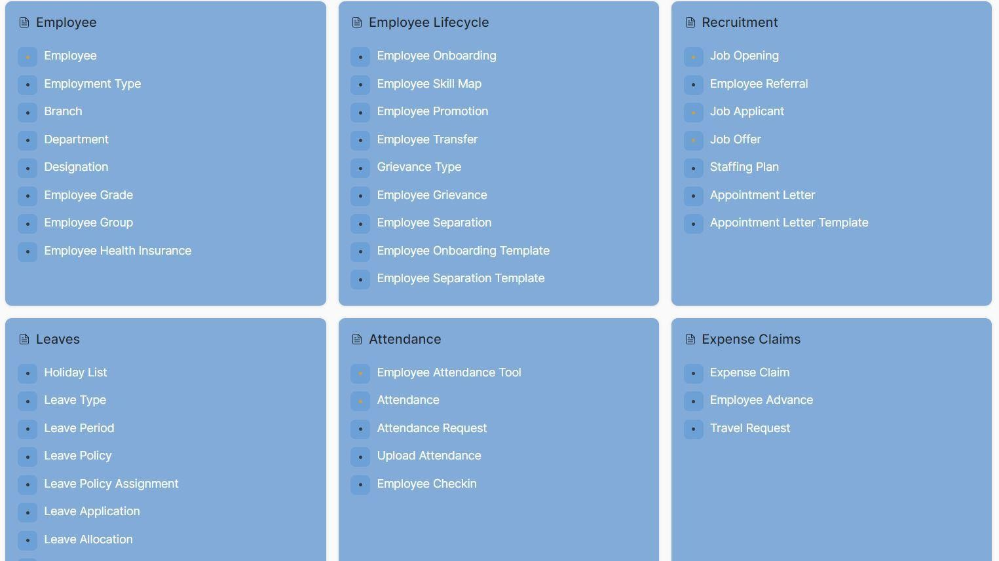 Employee
Employee
Employment Type
Branch
Department
Designation
Employee Grade
Employee Group
Employee Health Insurance
Employee Lifecycle
Employee Onboarding
Employee Skill Map
Employee Promotion
Employee Transfer
Grievance Type
Employee Grievance
Employee Separation
Employee Onboarding Template
Employee Separation Template
Recruitment
Job Opening
Employee Referral
Job Applicant
Job Offer
Staffing Plan
Appointment Letter
Appointment Letter Template
Leaves
Holiday List
Leave Type
Leave Period
Leave Policy
Leave Policy Assignment
Leave Application
Leave Allocation
Attendance
Employee Attendance Tool
Attendance
Attendance Request
Upload Attendance
Employee Checkin
Expense Claims
Expense Claim
Employee Advance
Travel Request